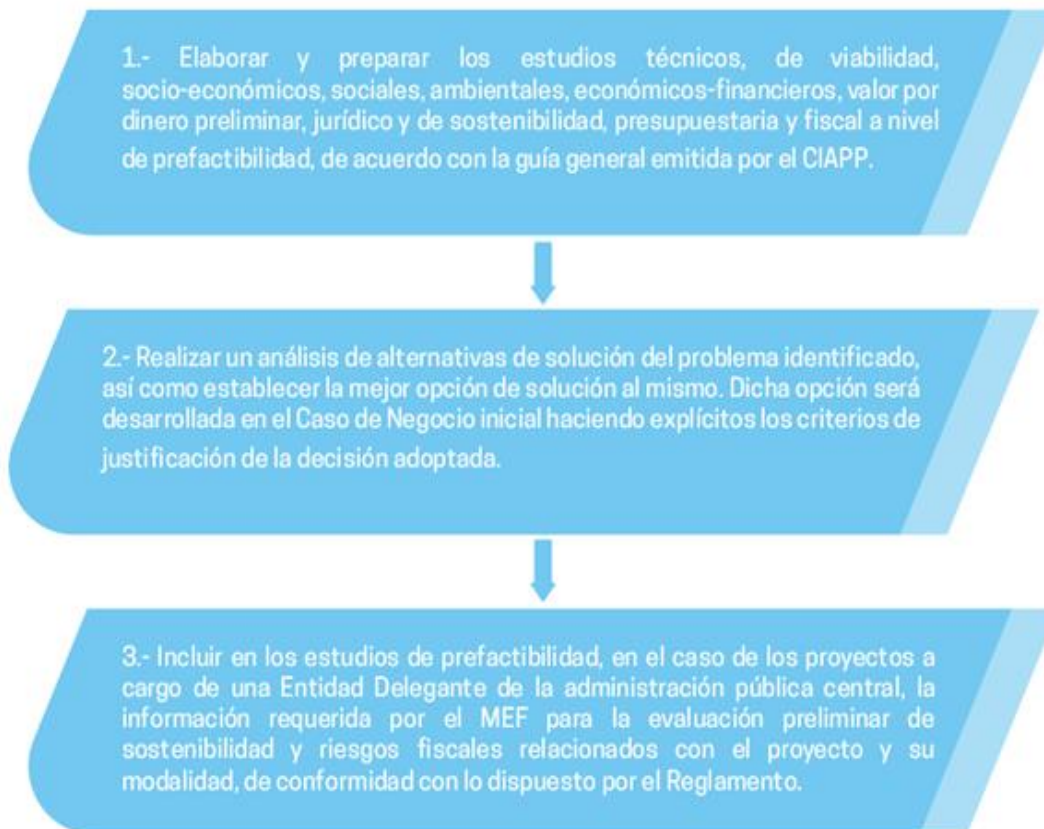 1.- Elaborar y preparar los estudios técnicos, de viabilidad,
socio-económicos, sociales, ambientales, económicos-financieros, valor por
dinero preliminar, jurídico y de sostenibilidad, presupuestaria y fiscal a nivel
de prefactibilidad, de acuerdo con la guía general emitida por el CIAPP.
2.- Realizar un análisis de alternativas de solución del problema identificado,
así como establecer la mejor opción de solución al mismo. Dicha opción será
desarrollada en el Caso de Negocio inicial haciendo explícitos los criterios de
justificación de la decisión adoptada.
3.- Incluir en los estudios de prefactibilidad, en el caso de los proyectos a
cargo de una Entidad Delegante de la administración pública central, la
información requerida por el MEF para la evaluación preliminar de
sostenibilidad y riesgos fiscales relacionados con el proyecto y su
modalidad, de conformidad con lo dispuesto por el Reglamento.